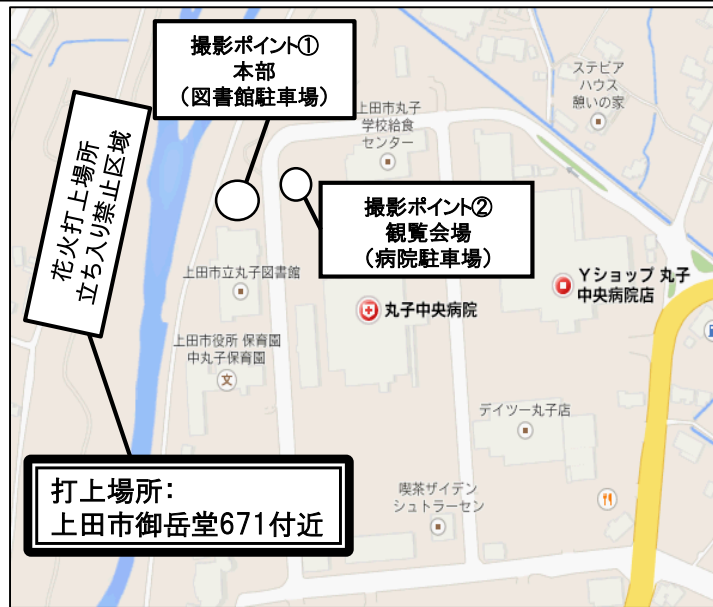 撮影ポイント①
本部
（図書館駐車場）
ステビア
ハウス
憩いの家
上田市丸子
学校給食
センター
花火打上場所
立ち入り禁止区域
撮影ポイント②
観覧会場
（病院駐車場）
上田市立丸子図書館
Ｙショップ 丸子
中央病院店
丸子中央病院
上田市役所 保育園
中丸子保育園
文
デイツー丸子店
打上場所：
上田市御岳堂671付近
喫茶ザイデン
シュトラーセン